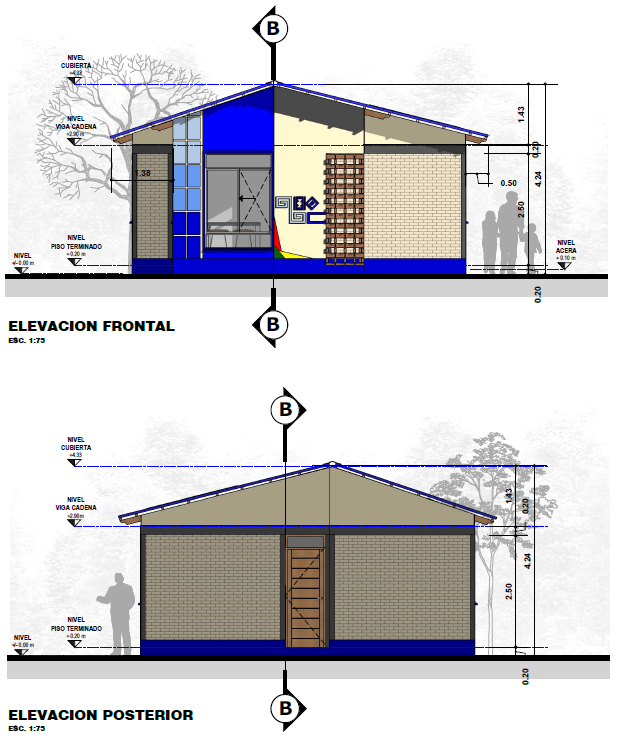 B
NIVEL
CUBIERTA
+4.33
NIVEL
VIGA CADENA
+2.90 m
1.38
NIVEL
PISO TERMINADO
+ 0.20 m
NIVEL
+/- 0.00 m
1.43
0.20
4.24
0.50
2.50
NIVEL
ACERA
+ 0.10 m
0.20
B
ELEVACION FRONTAL
ESC. 1:75
B
NIVEL
CUBIERTA
+4.33
NIVEL
VIGA CADENA
+2.90 m
1.43
0.20
4.24
2.50
NIVEL
PISO TERMINADO
+ 0.20 m
NIVEL
+/- 0.00 m
0.20
B
ELEVACION POSTERIOR
ESC. 1:75